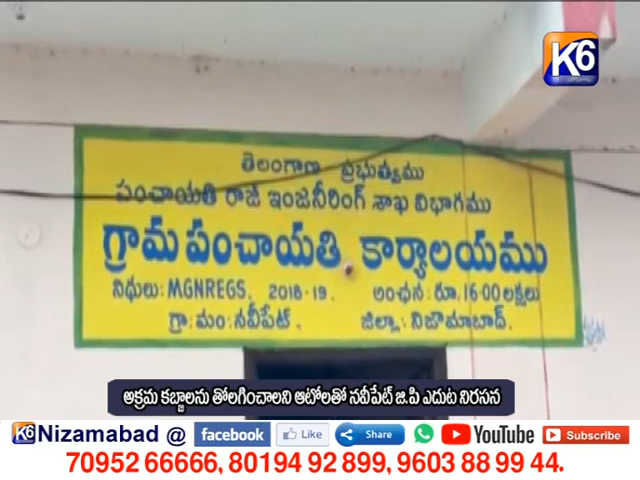 K6
తెలంగాణ ప్రభుత్వము
పంచాయతి రాజ్ ఇంజనీరింగ్ శాఖ విభాగము
గ్రామ పంచాయతి కార్యాలయము
నిధులు: MGNREGS. 2018-19. అంచన: రూ. 16-00 లక్షలు
గ్రా: మం: నవీపేట్. జిల్లా: నిజామాబాద్.
అక్రమ కబ్జాలను తోలగించాలని ఆటోలతో నవీపేట్ జి.పి ఎదుట నిరసన
K6 Nizamabad @ facebook Like Share YouTube Subscribe
70952 66666, 80194 92 899, 9603 88 99 44.